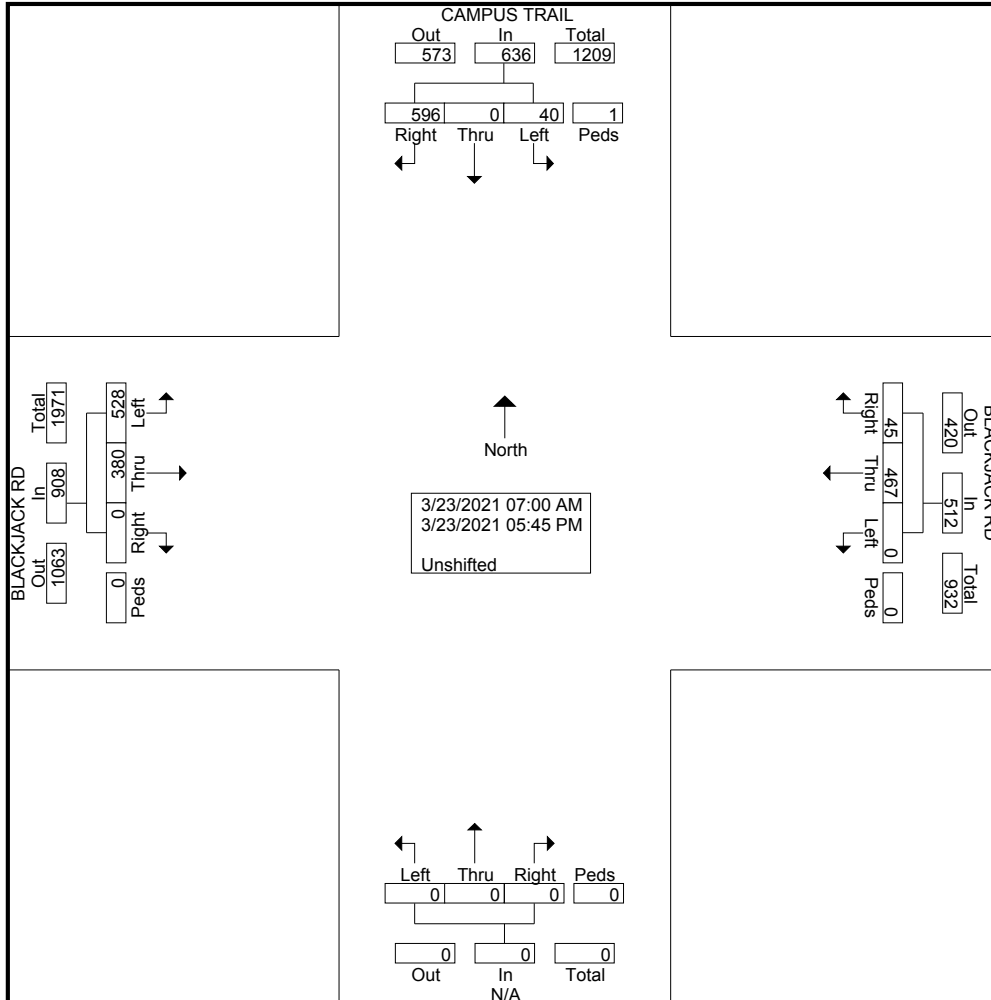 CAMPUS TRAIL
Out In Total
573 636 1209
596 0 40 1
Right Thru Left Peds
BLACKJACK RD
Total In Out
1971 908 1063
528 380 0 0
Left Thru Right Peds
North
3/23/2021 07:00 AM
3/23/2021 05:45 PM
Unshifted
BLACKJACK RD
Out In Total
420 512 932
45 467 0 0
Right Thru Left Peds
Left Thru Right Peds
0 0 0 0
0 0 0
Out In Total
N/A